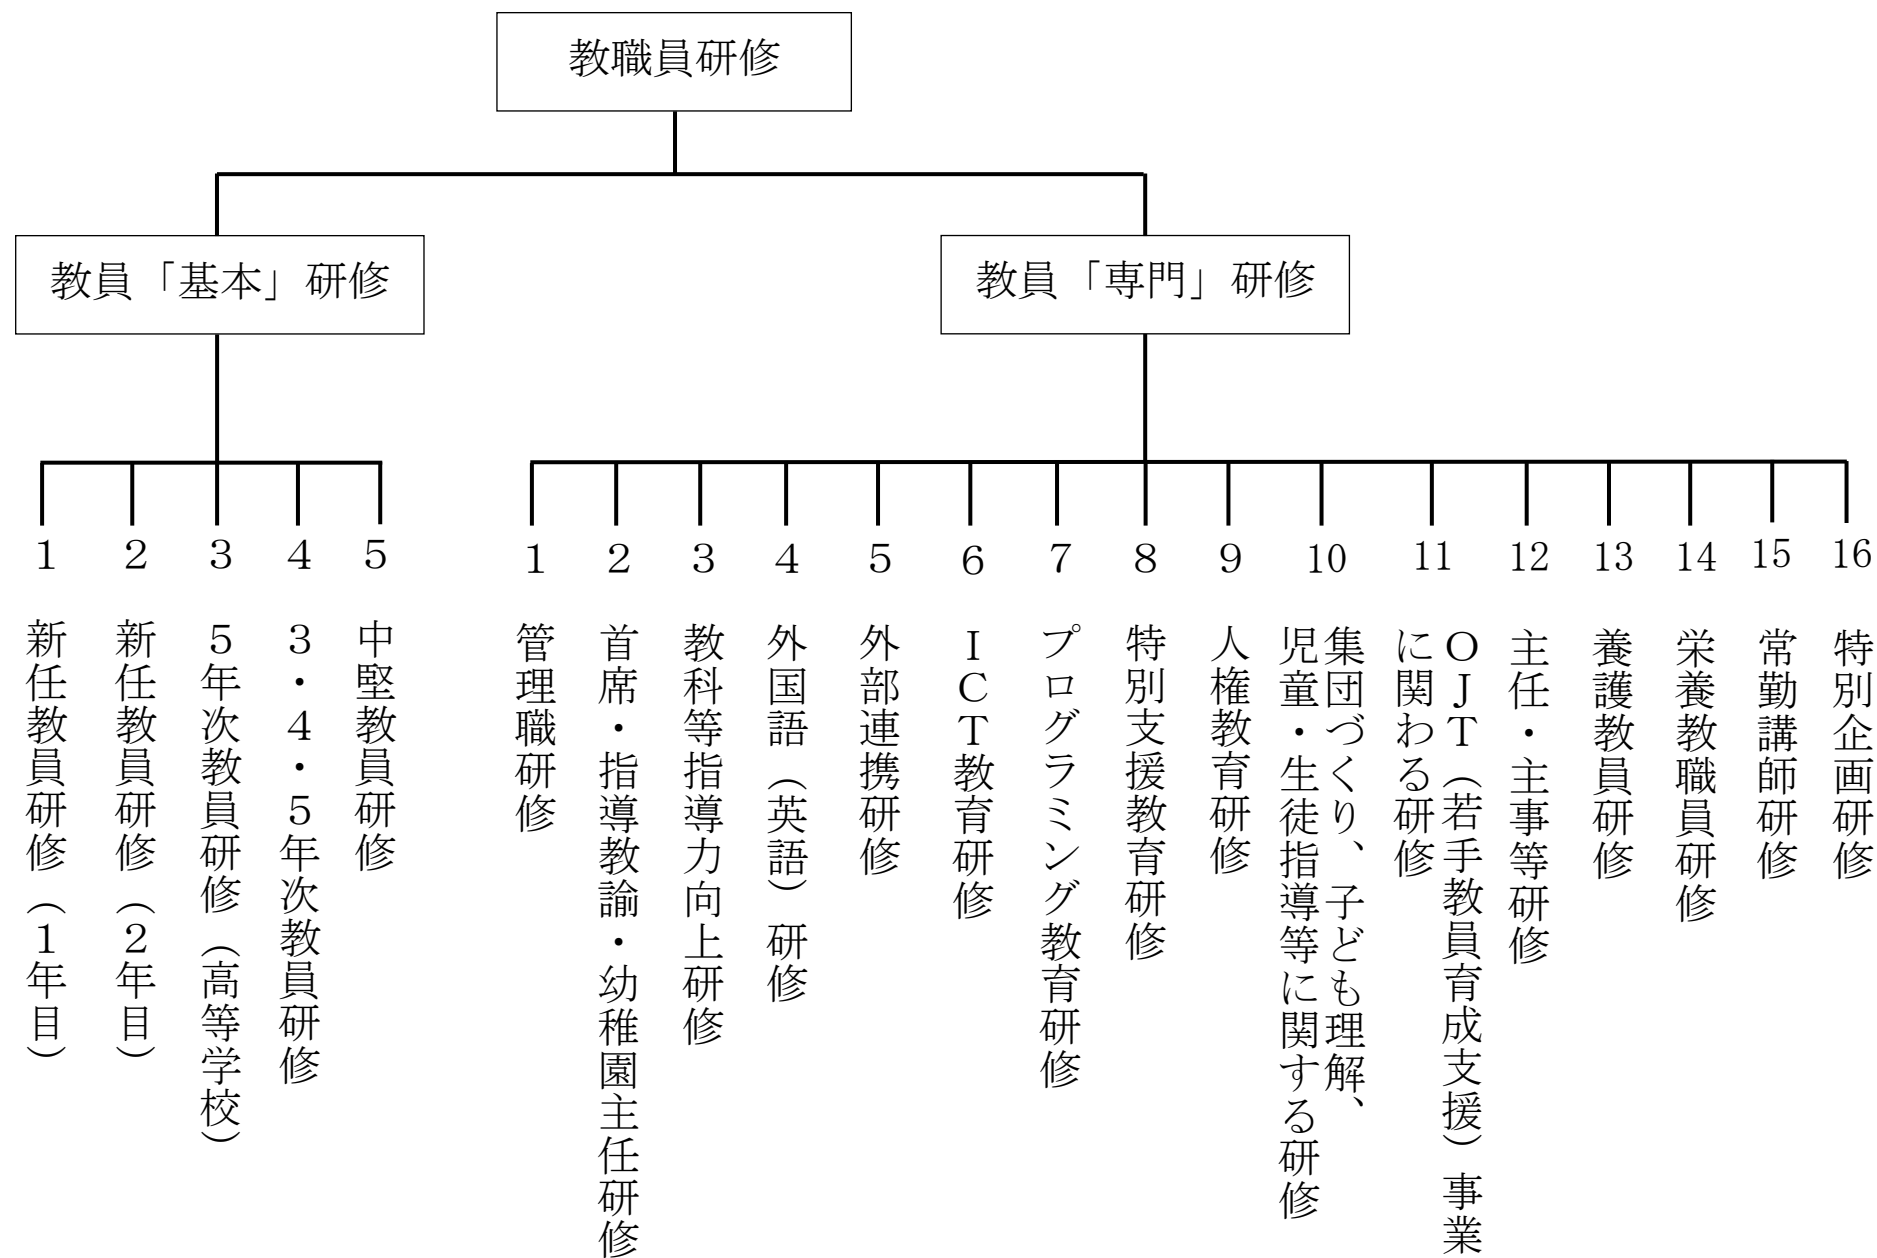 教職員研修
教員「基本」研修
教員「専門」研修
1 新任教員研修（1年目）
2 新任教員研修（2年目）
3 5年次教員研修（高等学校）
4 3・4・5年次教員研修
5 中堅教員研修
1 管理職研修
2 首席・指導教諭・幼稚園主任研修
3 教科等指導力向上研修
4 外国語（英語）研修
5 外部連携研修
6 ICT教育研修
7 プログラミング教育研修
8 特別支援教育研修
9 人権教育研修
10 集団づくり、子ども理解、
児童・生徒指導等に関する研修
11 OJT（若手教員育成支援）事業
に関わる研修
12 主任・主事等研修
13 養護教員研修
14 栄養教職員研修
15 常勤講師研修
16 特別企画研修